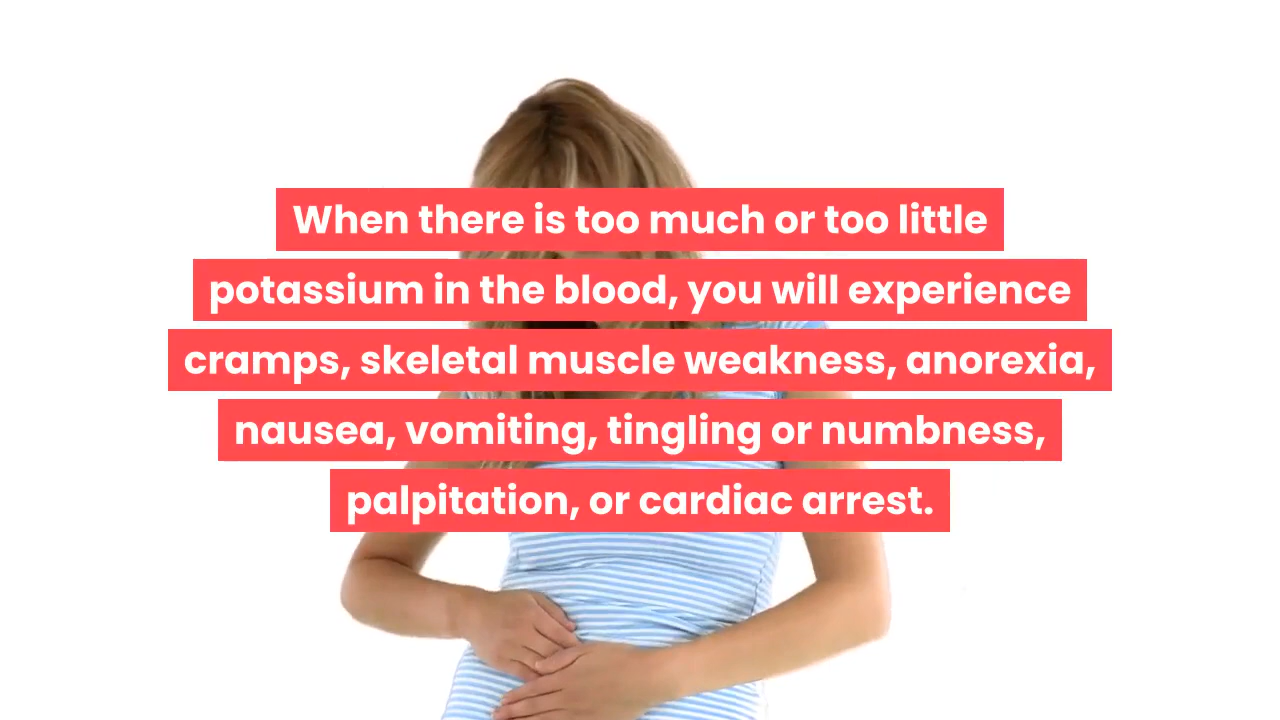 When there is too much or too little
potassium in the blood, you will experience
cramps, skeletal muscle weakness, anorexia,
nausea, vomiting, tingling or numbness,
palpitation, or cardiac arrest.